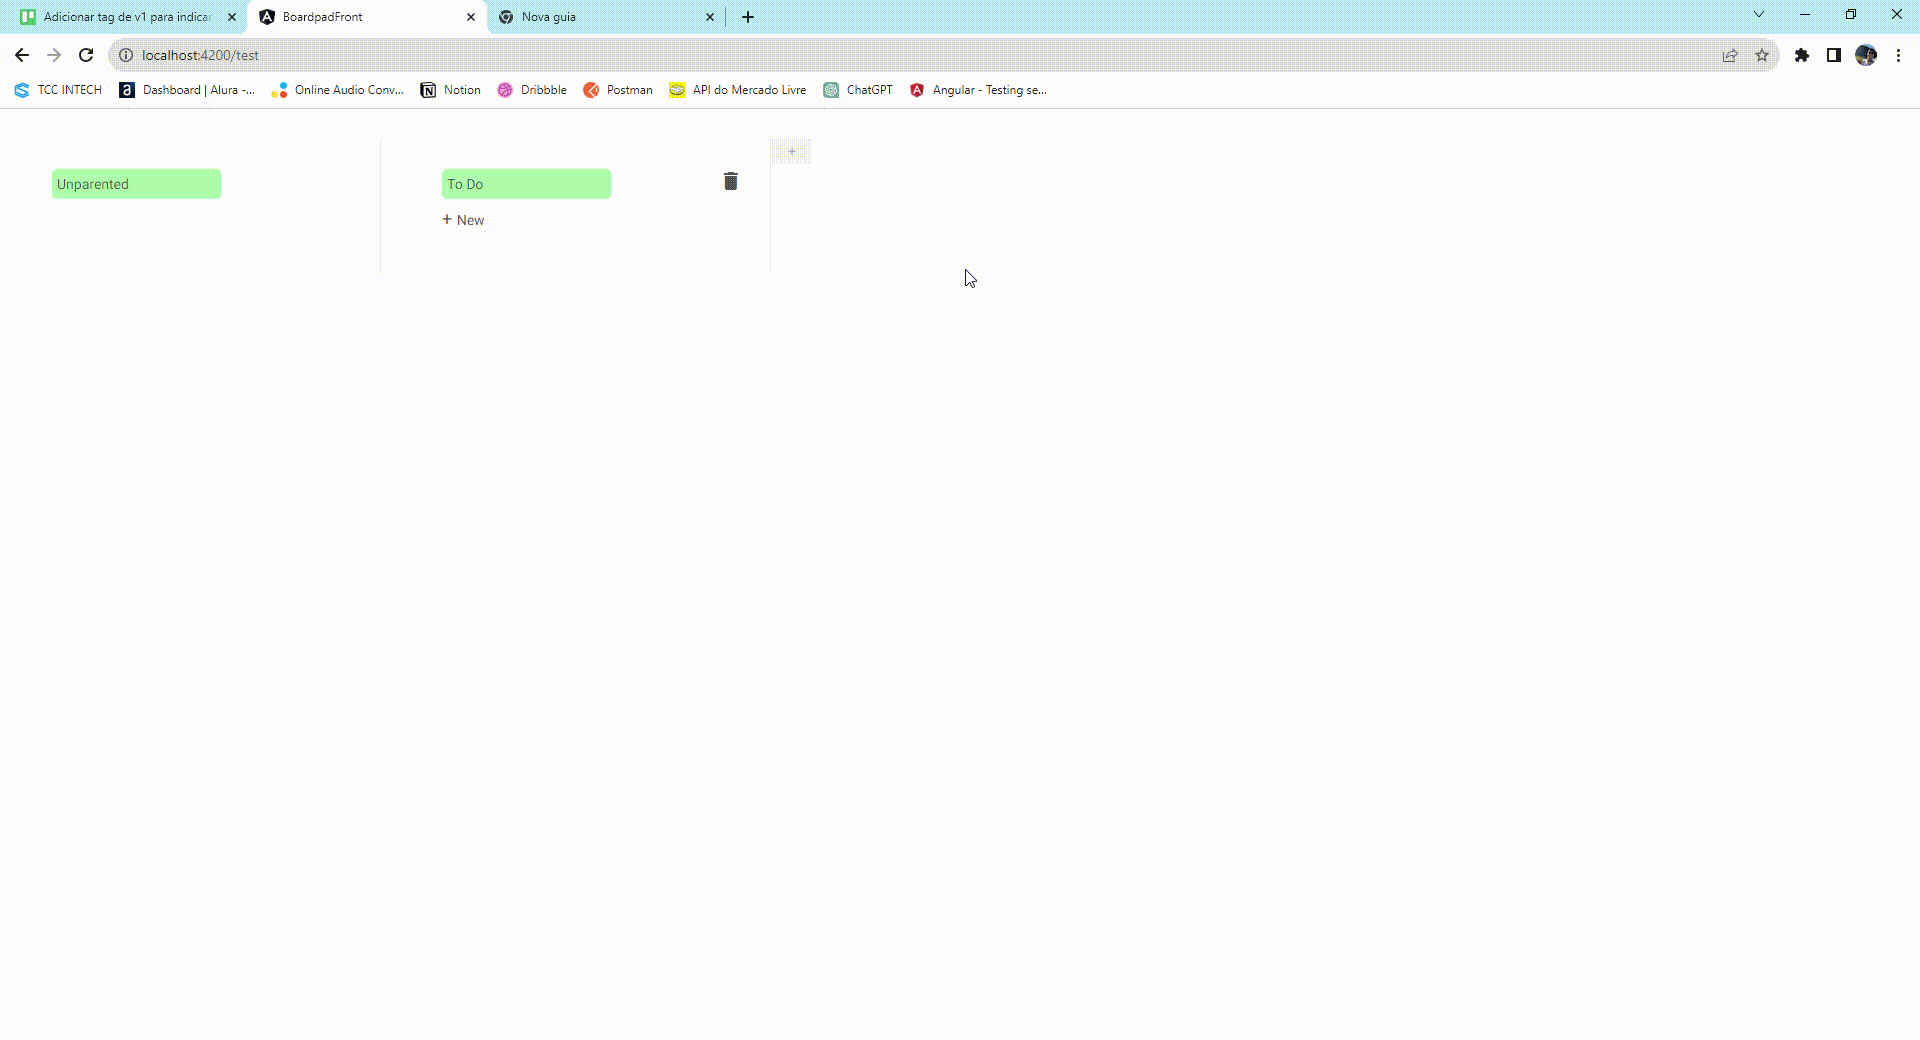 Adicionar tag de v1 para indicar
BoardpadFront
Nova guia
localhost:4200/test
TCC INTECH
Dashboard | Alura -...
Online Audio Conv...
Notion
Dribbble
Postman
API do Mercado Livre
ChatGPT
Angular - Testing se...
+
Unparented
To Do
+ New